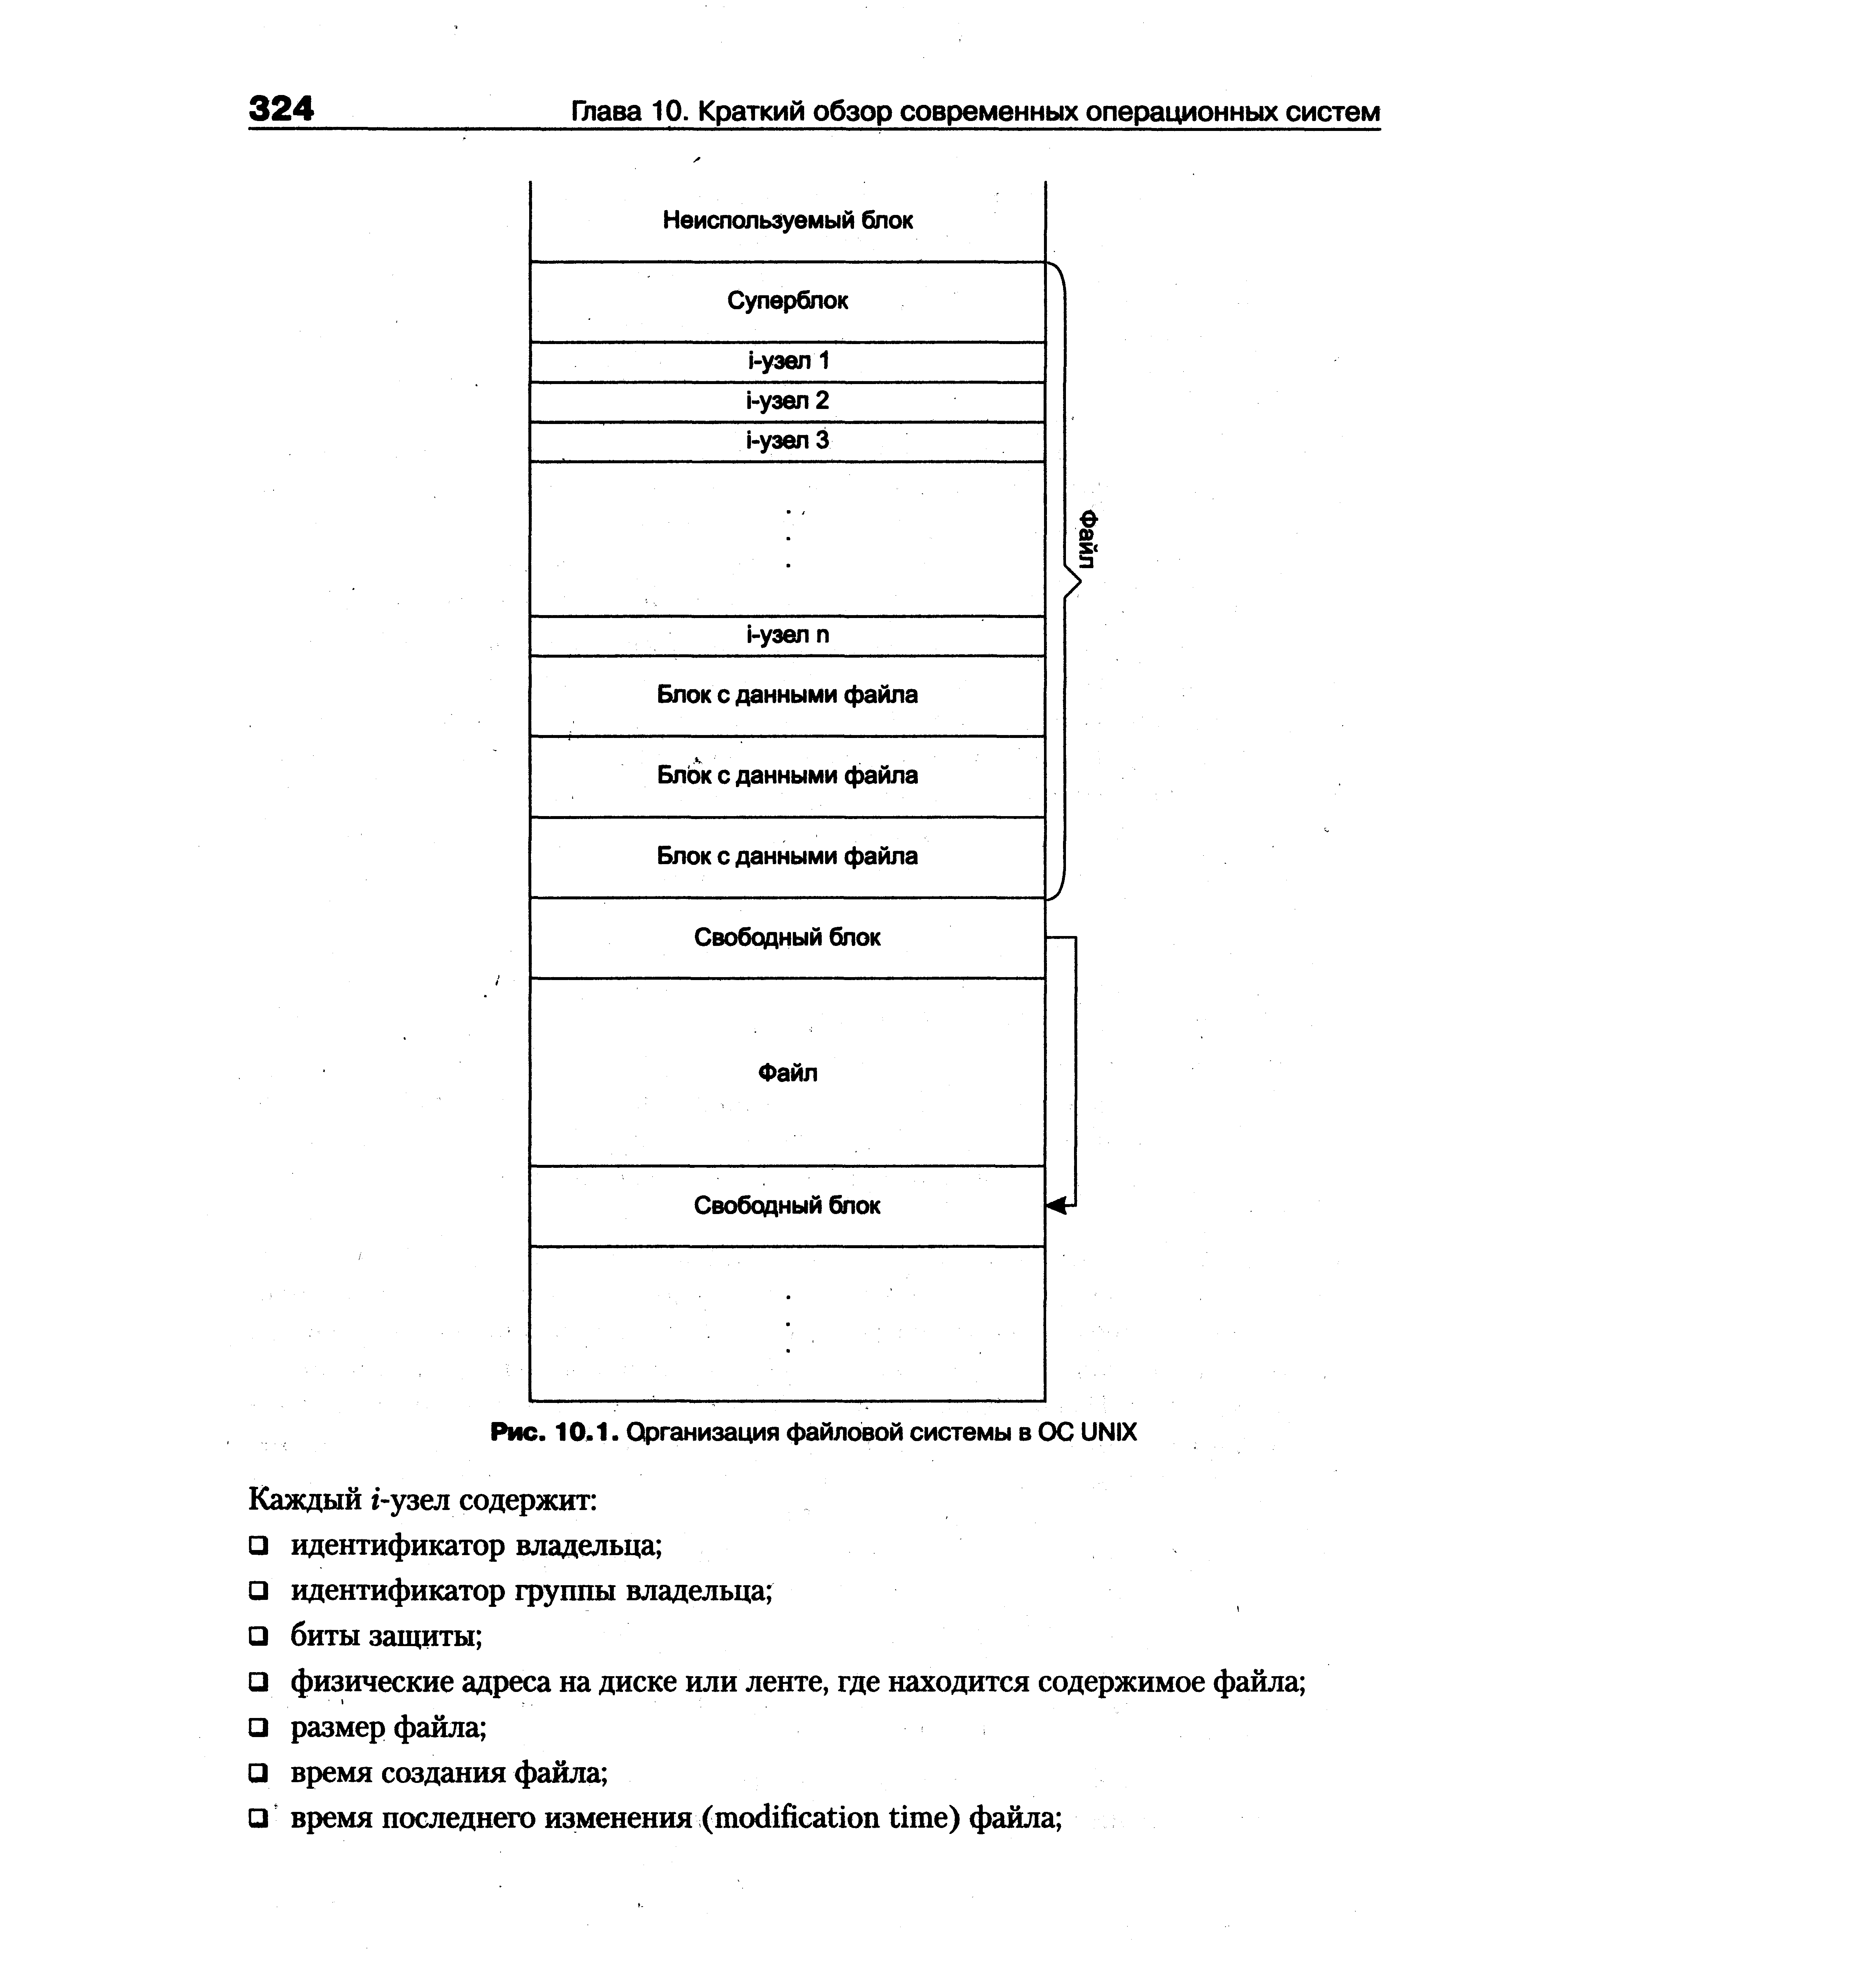 324
Глава 10. Краткий обзор современных операционных систем
Неиспользуемый блок
Суперблок
i-узел 1
i-узел 2
i-узел 3
Файл
i-узел n
Блок с данными файла
Блок с данными файла
Блок с данными файла
Свободный блок
Файл
Свободный блок
Рис. 10.1. Организация файловой системы в ОС UNIX
Каждый i-узел содержит:
идентификатор владельца;
идентификатор группы владельца;
биты защиты;
физические адреса на диске или ленте, где находится содержимое файла;
размер файла;
время создания файла;
время последнего изменения (modification time) файла;